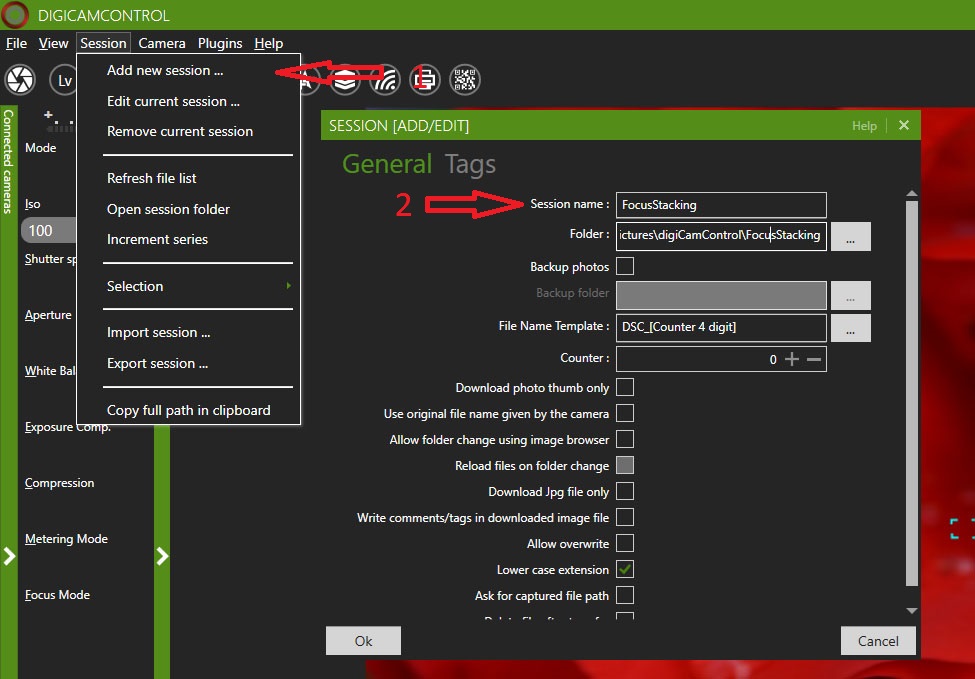 DIGICAMCONTROL
File View Session Camera Plugins Help
Add new session ...
Edit current session ...
Remove current session
Refresh file list
Open session folder
Increment series
Selection
Import session ...
Export session ...
Copy full path in clipboard
1
Lv
Connected cameras
Mode
Iso
100
Shutter sp
Aperture
White Bal
Exposure Comp.
Compression
Metering Mode
Focus Mode
SESSION [ADD/EDIT]
Help
General Tags
2
Session name : FocusStacking
Folder : ictures\digiCamControl\FocusStacking ...
Backup photos
Backup folder ...
File Name Template : DSC_[Counter 4 digit] ...
Counter : 0
Download photo thumb only
Use original file name given by the camera
Allow folder change using image browser
Reload files on folder change
Download Jpg file only
Write comments/tags in downloaded image file
Allow overwrite
Lower case extension
Ask for captured file path
Ok Cancel